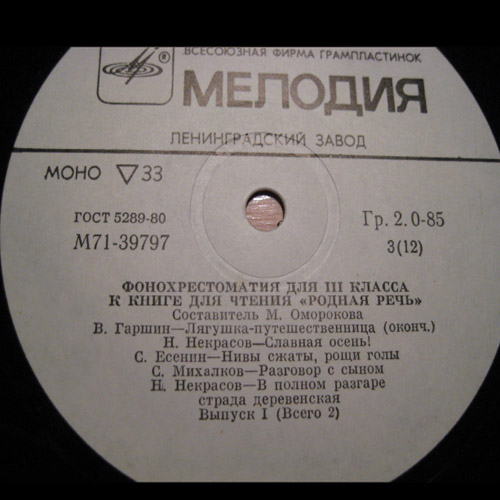 ВСЕСОЮЗНАЯ ФИРМА ГРАМПЛАСТИНОК
®
МЕЛОДИЯ
ЛЕНИНГРАДСКИЙ ЗАВОД
МОНО ▽ 33
ГОСТ 5289-80
Гр. 2.0-85
М71-39797
3(12)
ФОНОХРЕСТОМАТИЯ ДЛЯ III КЛАССА
К КНИГЕ ДЛЯ ЧТЕНИЯ «РОДНАЯ РЕЧЬ»
Составитель М. Оморокова
В. Гаршин—Лягушка-путешественница (оконч.)
Н. Некрасов—Славная осень!
С. Есенин—Нивы сжаты, рощи голы
С. Михалков—Разговор с сыном
Н. Некрасов—В полном разгаре
страда деревенская
Выпуск I (Всего 2)